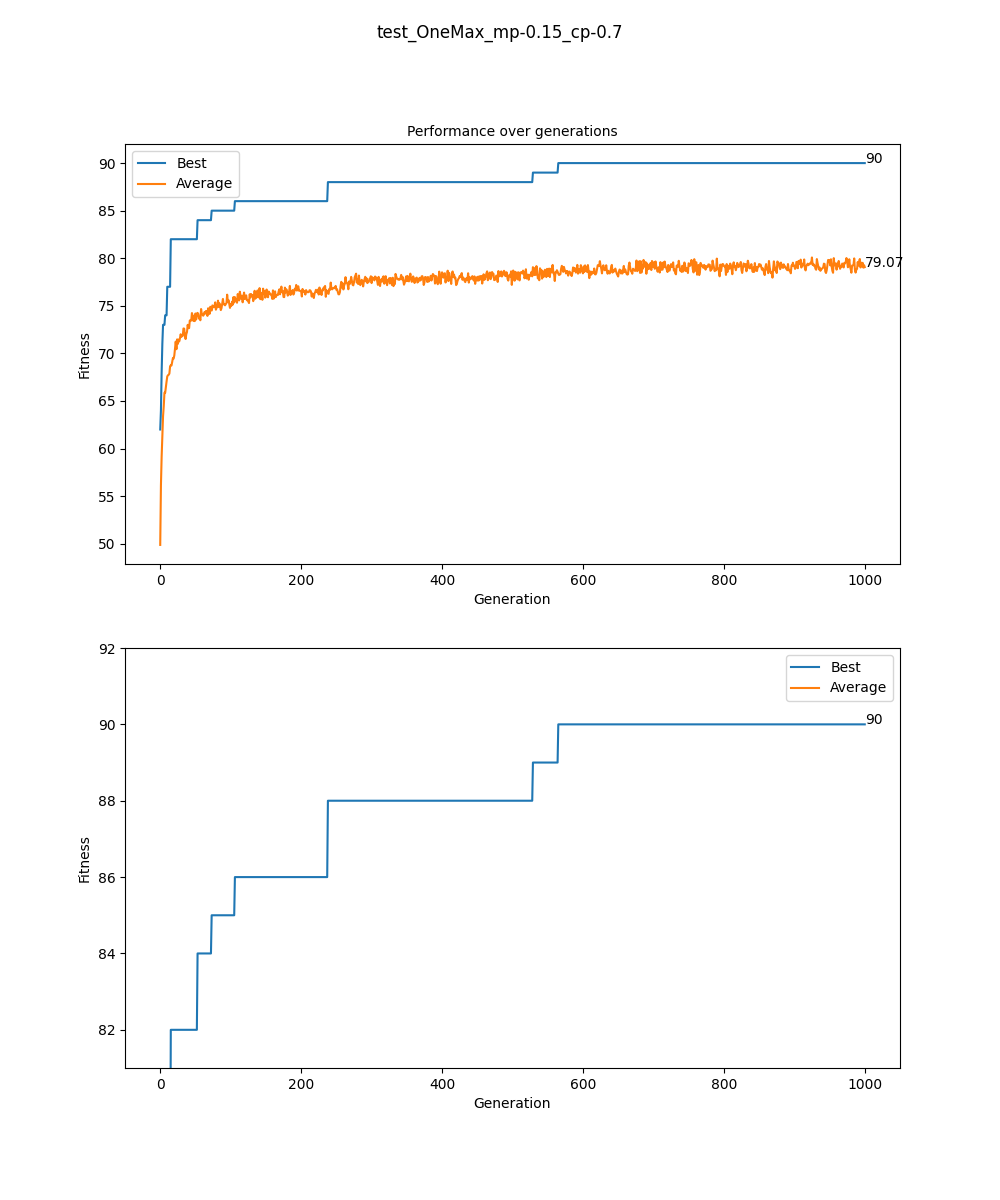 test_OneMax_mp-0.15_cp-0.7
Performance over generations
Best
Average
90
79.07
90
85
80
75
70
65
60
55
50
Fitness
0 200 400 600 800 1000
Generation
Best
Average
90
92
90
88
86
84
82
Fitness
0 200 400 600 800 1000
Generation